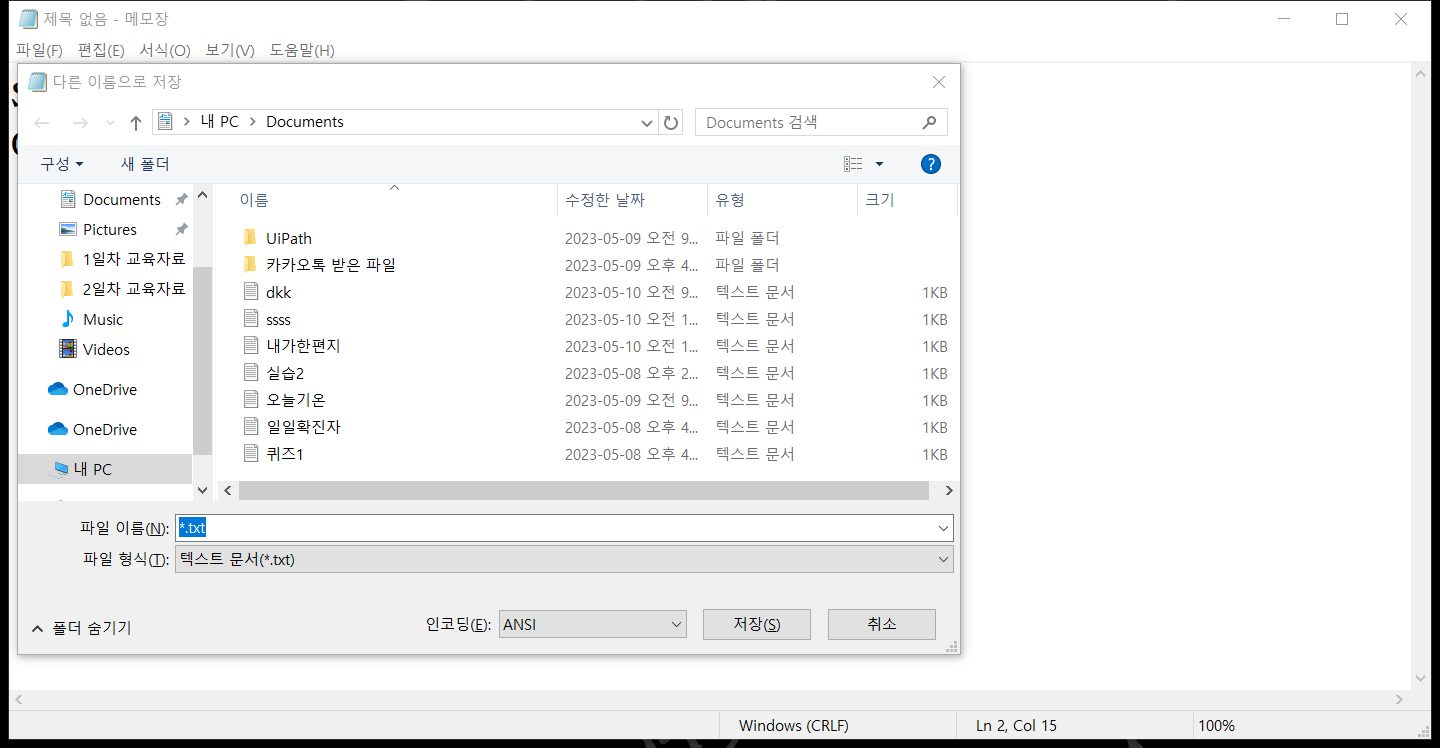 제목 없음 - 메모장
파일(F) 편집(E) 서식(O) 보기(V) 도움말(H)
다른 이름으로 저장
내 PC > Documents
Documents 검색
구성 새 폴더
Documents
Pictures
1일차 교육자료
2일차 교육자료
Music
Videos
OneDrive
OneDrive
내 PC
이름 수정한 날짜 유형 크기
UiPath 2023-05-09 오전 9... 파일 폴더
카카오톡 받은 파일 2023-05-09 오후 4... 파일 폴더
dkk 2023-05-10 오전 9... 텍스트 문서 1KB
ssss 2023-05-10 오전 1... 텍스트 문서 1KB
내가한편지 2023-05-10 오전 1... 텍스트 문서 1KB
실습2 2023-05-08 오후 2... 텍스트 문서 1KB
오늘기온 2023-05-09 오전 9... 텍스트 문서 1KB
일일확진자 2023-05-08 오후 4... 텍스트 문서 1KB
퀴즈1 2023-05-08 오후 4... 텍스트 문서 1KB
파일 이름(N): *.txt
파일 형식(T): 텍스트 문서(*.txt)
폴더 숨기기 인코딩(E): ANSI 저장(S) 취소
Windows (CRLF) Ln 2, Col 15 100%